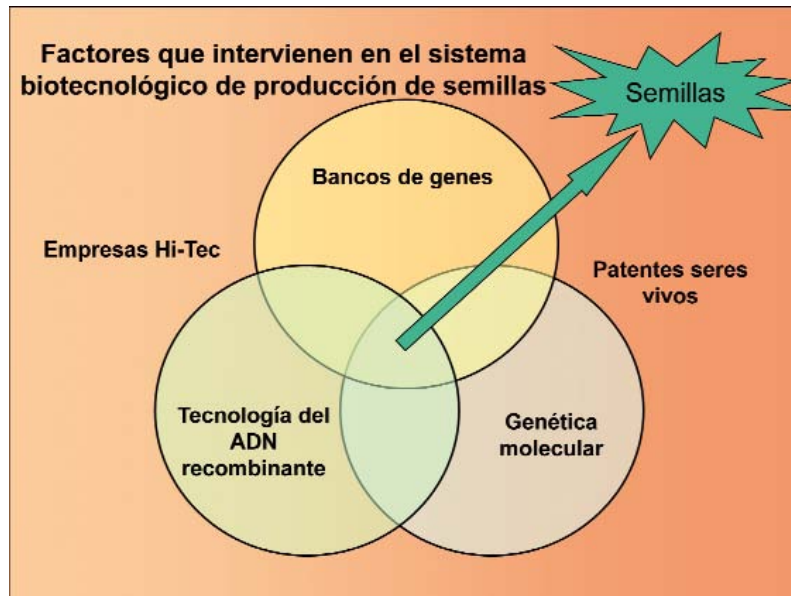 Factores que intervienen en el sistema
biotecnológico de producción de semillas
Semillas
Bancos de genes
Empresas Hi-Tec
Patentes seres
vivos
Tecnología del
ADN
recombinante
Genética
molecular